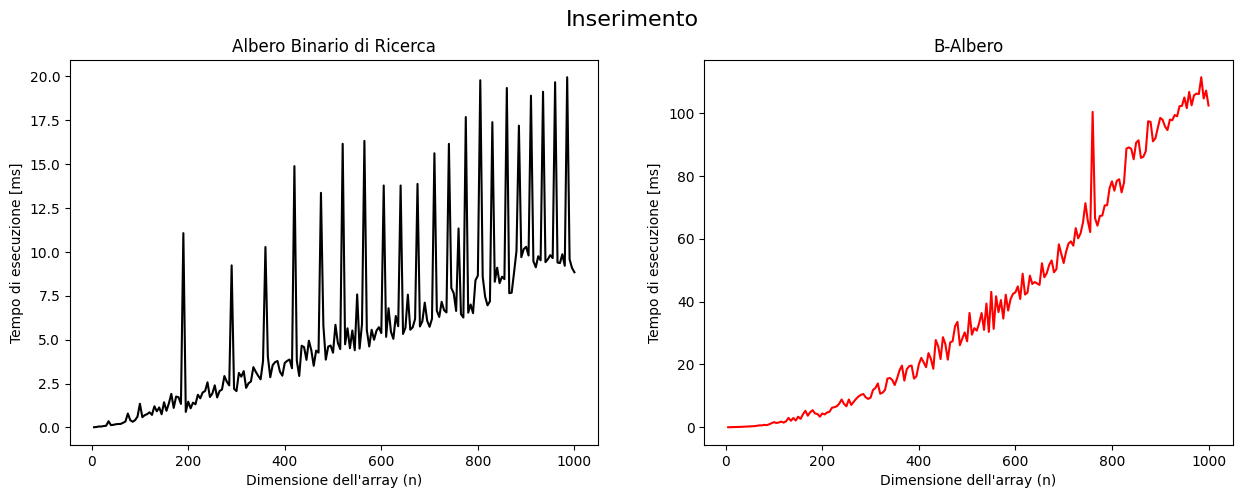 Inserimento
Albero Binario di Ricerca
20.0
17.5
15.0
12.5
10.0
7.5
5.0
2.5
0.0
Tempo di esecuzione [ms]
0 200 400 600 800 1000
Dimensione dell'array (n)
B-Albero
100
80
60
40
20
0
Tempo di esecuzione [ms]
0 200 400 600 800 1000
Dimensione dell'array (n)